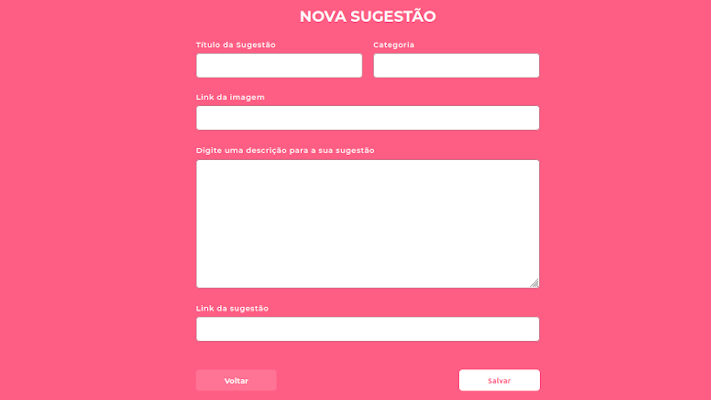 NOVA SUGESTÃO
Título da Sugestão
Categoria
Link da imagem
Digite uma descrição para a sua sugestão
Link da sugestão
Voltar
Salvar